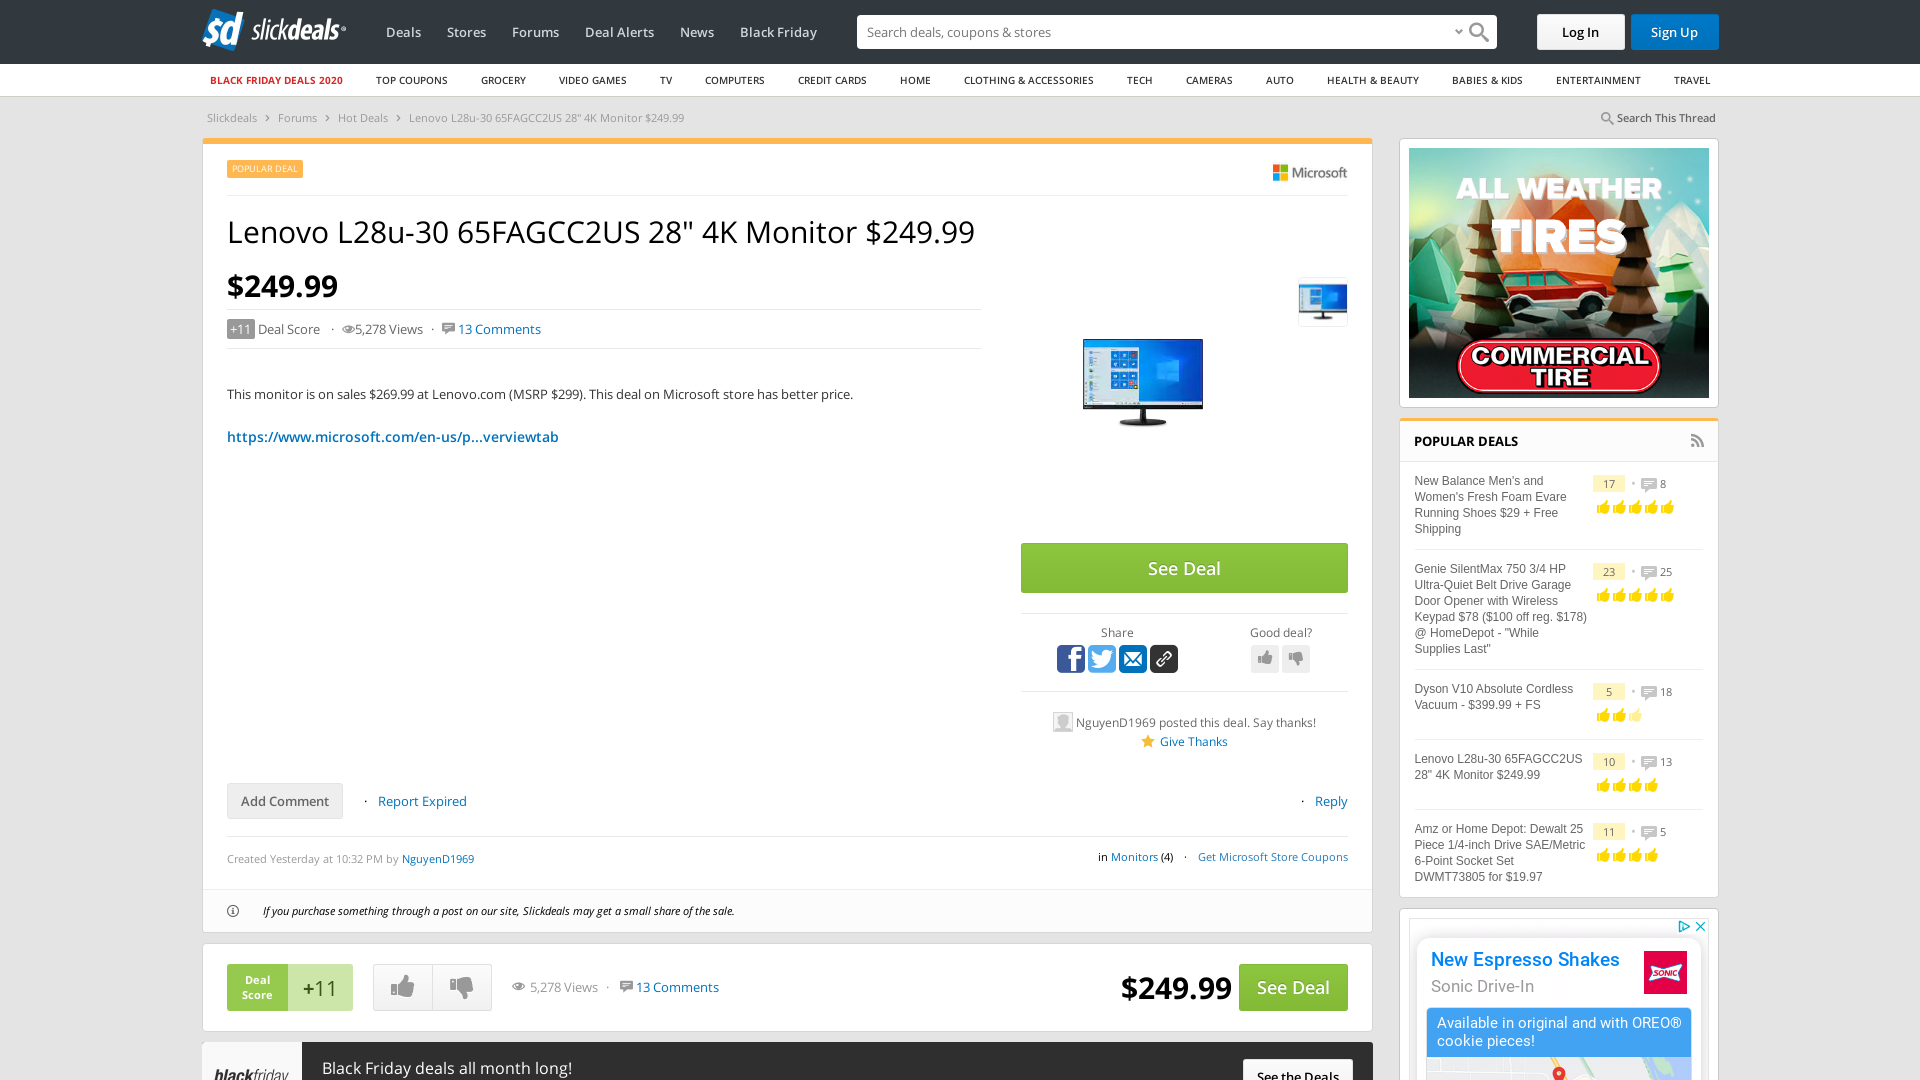 slickdeals
Deals
Stores
Forums
Deal Alerts
News
Black Friday
Search deals, coupons & stores
Log In
Sign Up
BLACK FRIDAY DEALS 2020
TOP COUPONS
GROCERY
VIDEO GAMES
TV
COMPUTERS
CREDIT CARDS
HOME
CLOTHING & ACCESSORIES
TECH
CAMERAS
AUTO
HEALTH & BEAUTY
BABIES & KIDS
ENTERTAINMENT
TRAVEL
Slickdeals › Forums › Hot Deals › Lenovo L28u-30 65FAGCC2US 28" 4K Monitor $249.99
Search This Thread
POPULAR DEAL
Microsoft
Lenovo L28u-30 65FAGCC2US 28" 4K Monitor $249.99
$249.99
+11 Deal Score · 5,278 Views · 13 Comments
This monitor is on sales $269.99 at Lenovo.com (MSRP $299). This deal on Microsoft store has better price.
https://www.microsoft.com/en-us/p...verviewtab
See Deal
Share
Good deal?
NguyenD1969 posted this deal. Say thanks!
Give Thanks
Add Comment · Report Expired
· Reply
Created Yesterday at 10:32 PM by NguyenD1969
in Monitors (4) · Get Microsoft Store Coupons
If you purchase something through a post on our site, Slickdeals may get a small share of the sale.
Deal
Score
+11
5,278 Views · 13 Comments
$249.99
See Deal
blackfriday
Black Friday deals all month long!
See the Deals
ALL WEATHER
TIRES
COMMERCIAL
TIRE
POPULAR DEALS
New Balance Men's and
Women's Fresh Foam Evare
Running Shoes $29 + Free
Shipping
17 • 8
Genie SilentMax 750 3/4 HP
Ultra-Quiet Belt Drive Garage
Door Opener with Wireless
Keypad $78 ($100 off reg. $178)
@ HomeDepot - "While
Supplies Last"
23 • 25
Dyson V10 Absolute Cordless
Vacuum - $399.99 + FS
5 • 18
Lenovo L28u-30 65FAGCC2US
28" 4K Monitor $249.99
10 • 13
Amz or Home Depot: Dewalt 25
Piece 1/4-inch Drive SAE/Metric
6-Point Socket Set
DWMT73805 for $19.97
11 • 5
New Espresso Shakes
Sonic Drive-In
SONIC
Available in original and with OREO®
cookie pieces!